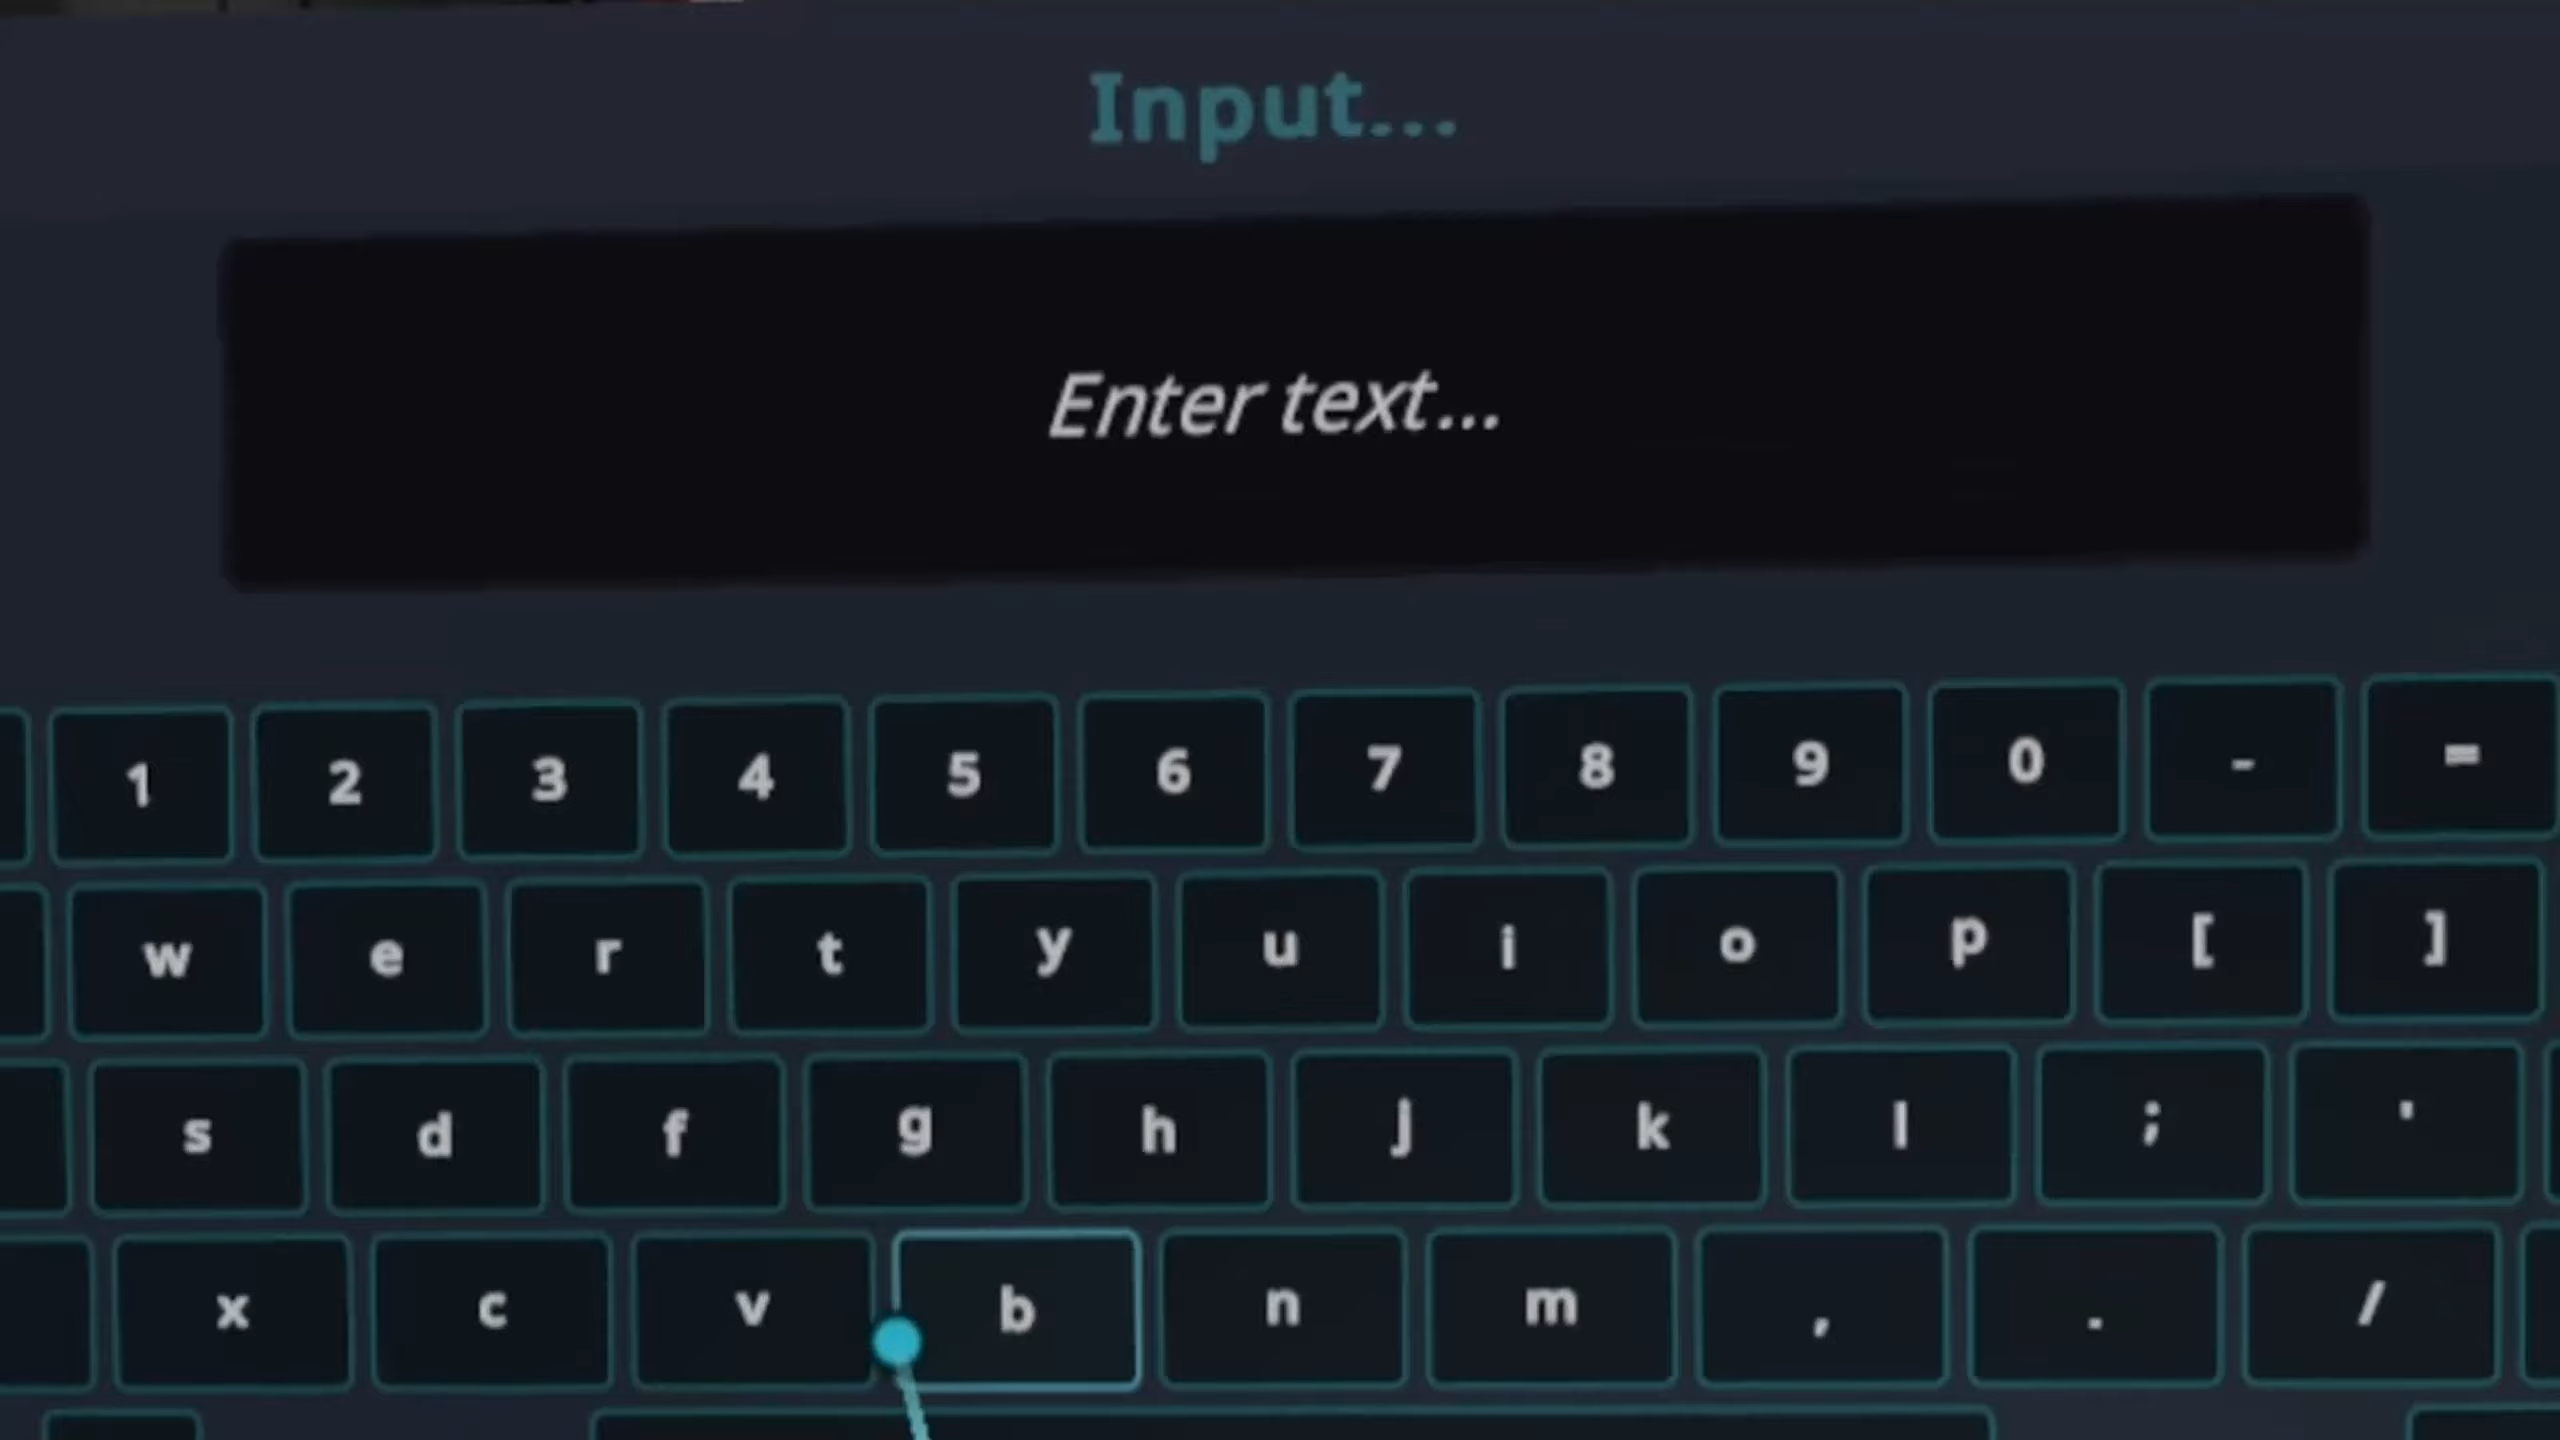 Input...
Enter text...
1 2 3 4 5 6 7 8 9 0 - =
w e r t y u i o p [ ]
s d f g h j k l ; '
x c v b n m , . /